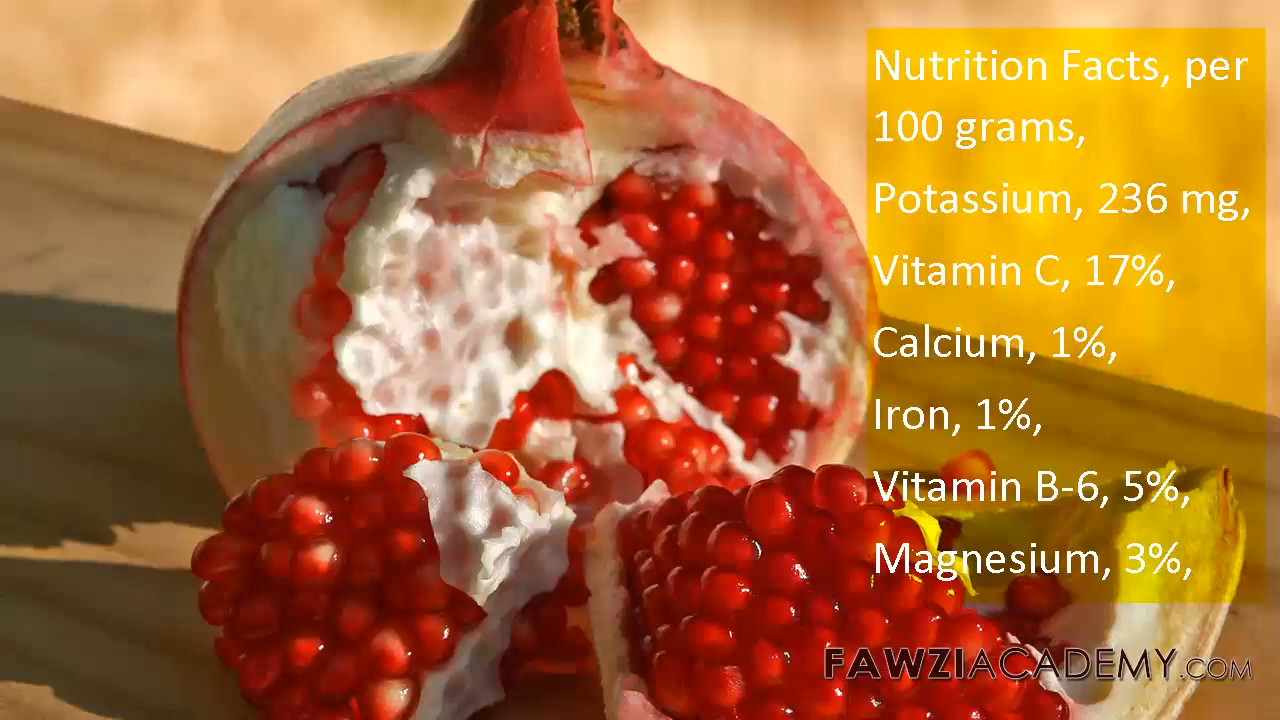 Nutrition Facts, per
100 grams,
Potassium, 236 mg,
Vitamin C, 17%,
Calcium, 1%,
Iron, 1%,
Vitamin B-6, 5%,
Magnesium, 3%,
FAWZIACADEMY.COM